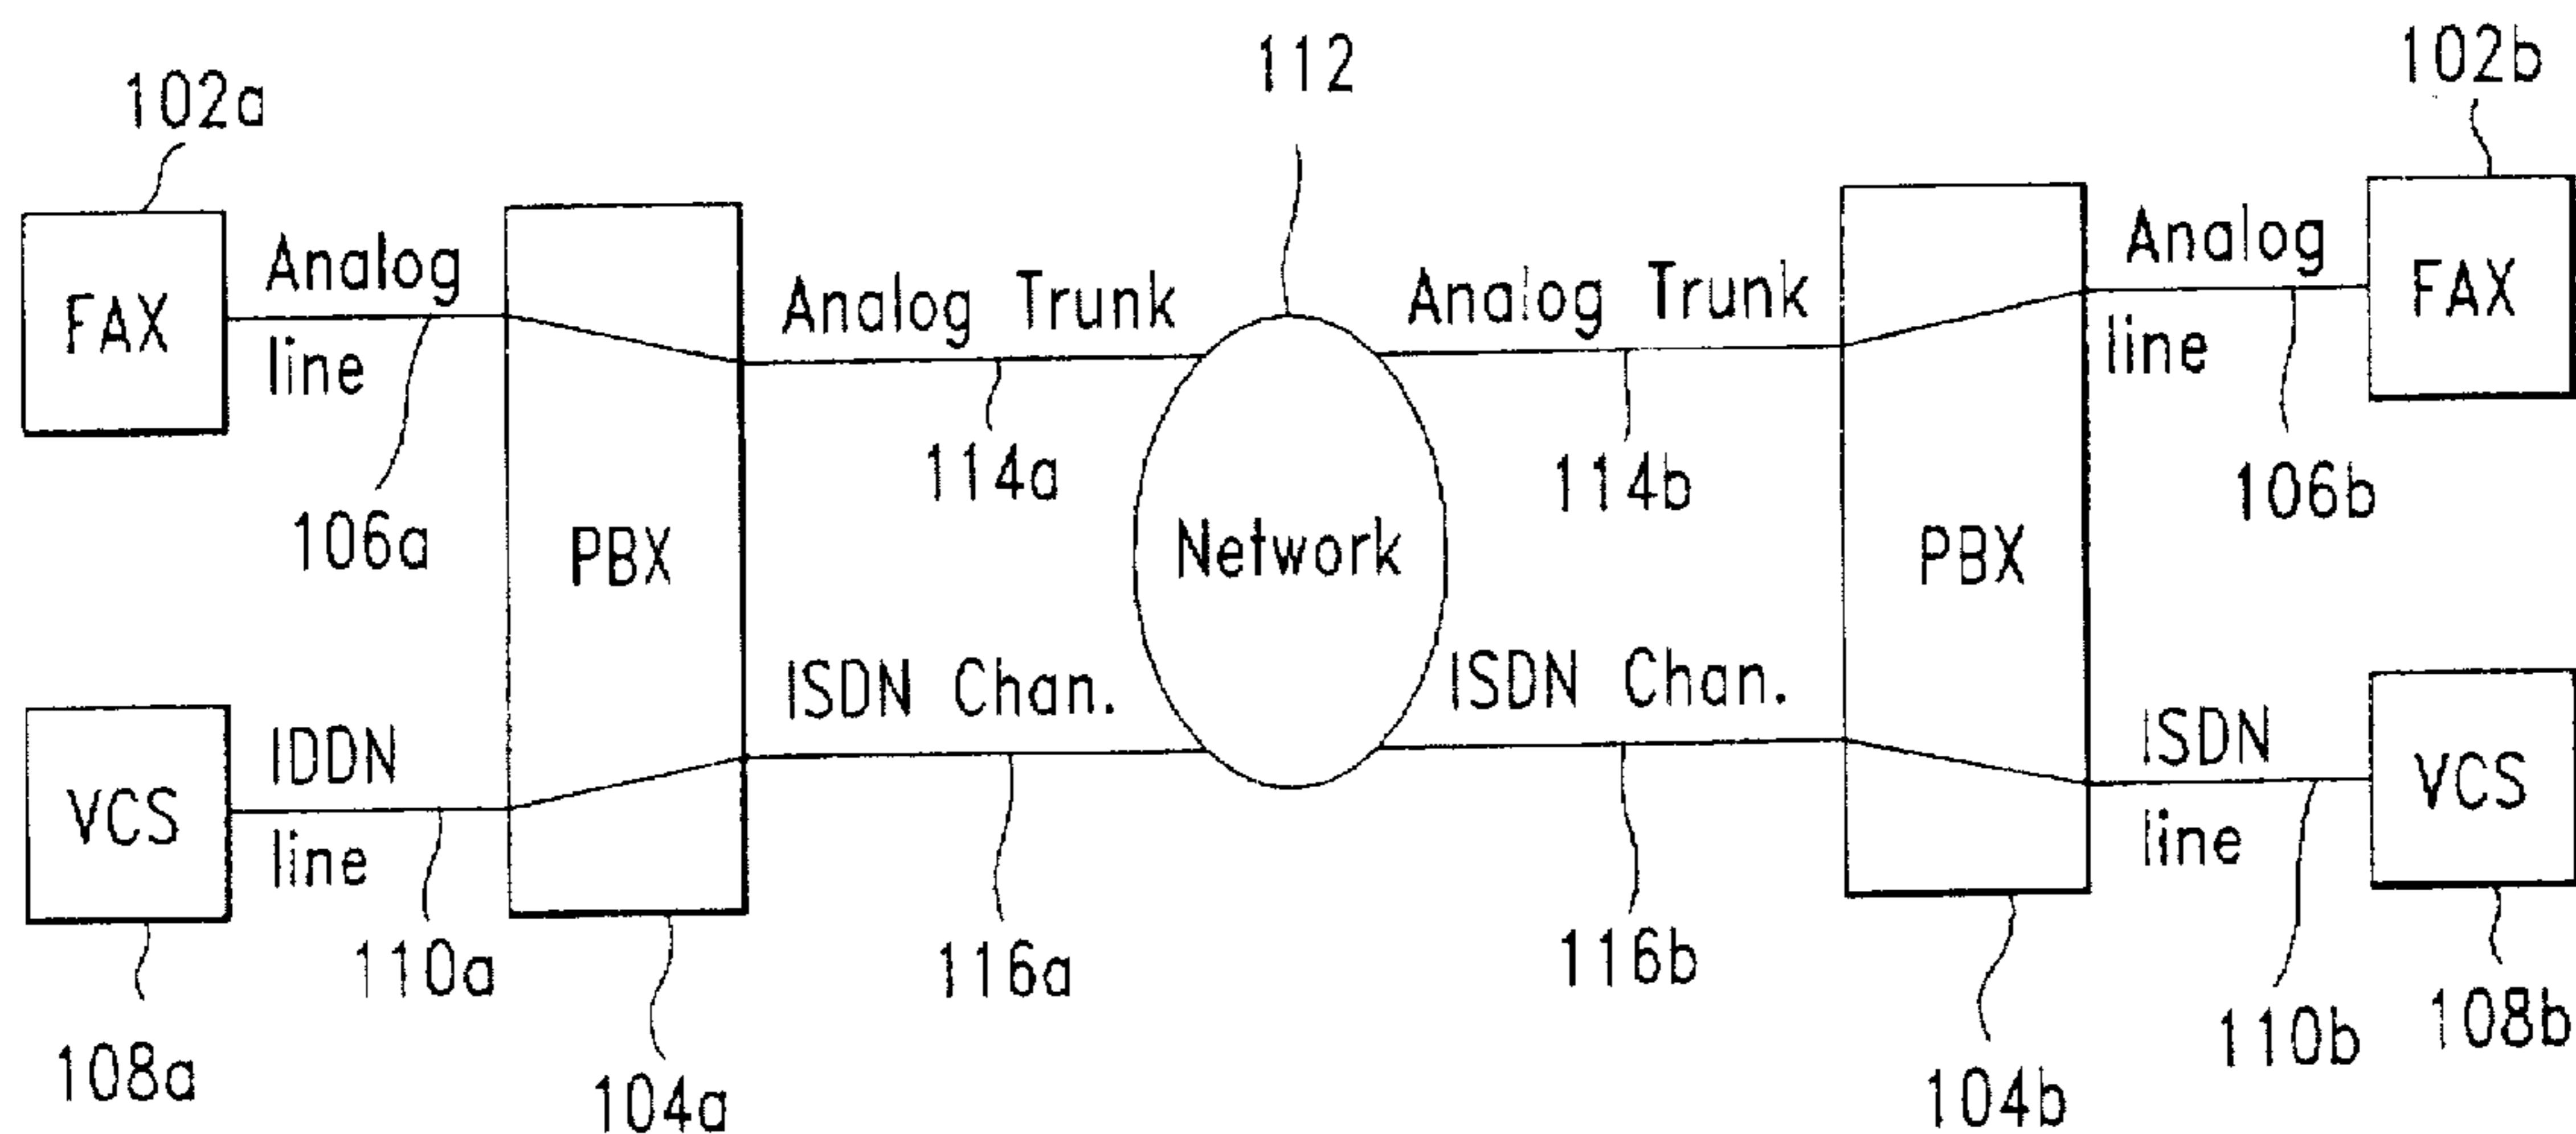 112
102b
102a
Analog
line
Analog Trunk
Analog Trunk
Analog
line
FAX
FAX
114a
114b
106b
106a
PBX
Network
PBX
ISDN Chan.
ISDN Chan.
IDDN
line
ISDN
line
VCS
VCS
110a
116a
116b
110b
108b
108a
104a
104b